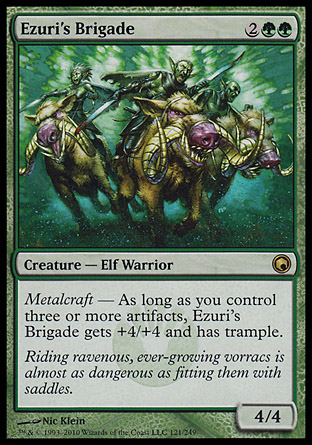 Ezuri's Brigade 2
Creature — Elf Warrior
Metalcraft — As long as you control
three or more artifacts, Ezuri's
Brigade gets +4/+4 and has trample.
Riding ravenous, ever-growing vorracs is
almost as dangerous as fitting them with
saddles.
Nic Klein
™ & © 1993–2010 Wizards of the Coast LLC 121/249
4/4